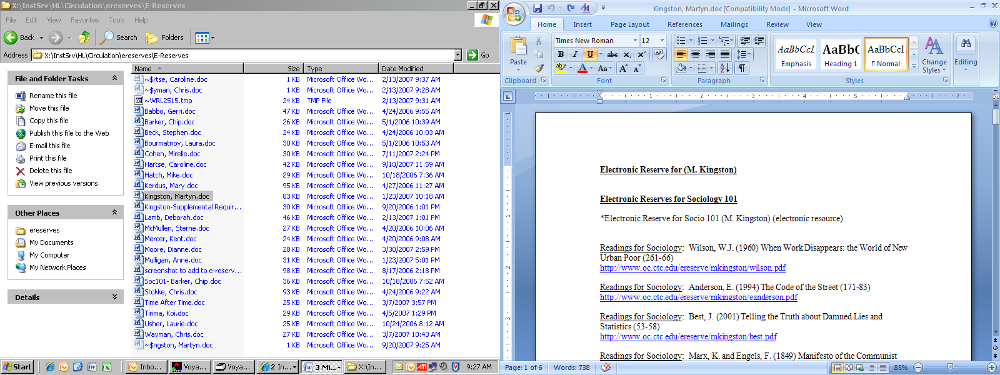 X:\InstSrv\HL\Circulation\ereserves\E-Reserves
File Edit View Favorites Tools Help
Back Search Folders
Address X:\InstSrv\HL\Circulation\ereserves\E-Reserves Go
File and Folder Tasks
Rename this file
Move this file
Copy this file
Publish this file to the Web
E-mail this file
Print this file
Delete this file
View previous versions
Other Places
ereserves
My Documents
My Computer
My Network Places
Details
Name Size Type Date Modified
~$rtse, Caroline.doc 1 KB Microsoft Office Wo... 2/13/2007 9:37 AM
~$yman, Chris.doc 1 KB Microsoft Office Wo... 2/13/2007 9:28 AM
~WRL2515.tmp 24 KB TMP File 2/13/2007 9:31 AM
Babbo, Gerri.doc 47 KB Microsoft Office Wo... 4/24/2006 9:55 AM
Barker, Chip.doc 26 KB Microsoft Office Wo... 5/1/2006 10:39 AM
Beck, Stephen.doc 24 KB Microsoft Office Wo... 4/24/2006 10:03 AM
Bourmatnov, Laura.doc 30 KB Microsoft Office Wo... 5/1/2006 10:53 AM
Cohen, Mirelle.doc 30 KB Microsoft Office Wo... 7/11/2007 2:24 PM
Hartse, Caroline.doc 42 KB Microsoft Office Wo... 9/10/2007 11:59 AM
Hatch, Mike.doc 29 KB Microsoft Office Wo... 10/18/2006 7:36 AM
Kerdus, Mary.doc 95 KB Microsoft Office Wo... 4/27/2006 11:27 AM
Kingston, Martyn.doc 83 KB Microsoft Office Wo... 1/23/2007 10:18 AM
Kingston-Supplemental Requir... 30 KB Microsoft Office Wo... 9/20/2006 1:01 PM
Lamb, Deborah.doc 46 KB Microsoft Office Wo... 2/13/2007 1:01 PM
McMullen, Sterne.doc 27 KB Microsoft Office Wo... 4/20/2006 10:06 AM
Mercer, Kent.doc 24 KB Microsoft Office Wo... 4/20/2006 9:08 AM
Moore, Dianne.doc 28 KB Microsoft Office Wo... 3/30/2007 2:59 PM
Mulligan, Anne.doc 31 KB Microsoft Office Wo... 1/23/2007 5:01 PM
screenshot to add to e-reserv... 98 KB Microsoft Office Wo... 8/17/2006 2:18 PM
Soc101- Barker, Chip.doc 36 KB Microsoft Office Wo... 10/18/2006 7:52 AM
Stokke, Chris.doc 93 KB Microsoft Office Wo... 4/24/2006 9:22 AM
Time After Time.doc 25 KB Microsoft Office Wo... 3/7/2007 3:57 PM
Tirima, Koi.doc 29 KB Microsoft Office Wo... 4/5/2007 1:29 PM
Usher, Laurie.doc 25 KB Microsoft Office Wo... 10/24/2006 8:12 AM
Wayman, Chris.doc 27 KB Microsoft Office Wo... 3/7/2007 10:43 AM
~$ngston, Martyn.doc 1 KB Microsoft Office Wo... 9/20/2007 9:25 AM
Start Inbo... Voya... Voya... 2 In... 3 Mi... X:\In... ATI 9:27 AM
Kingston, Martyn.doc [Compatibility Mode] - Microsoft Word
Home Insert Page Layout References Mailings Review View
Times New Roman 12
Paste
B I U abc x₂ x²
ab A Aa A A
Clipboard Font Paragraph Styles
AaBbCcI Emphasis
AaBbC Heading 1
AaBbCcI ¶ Normal
Change Styles
Editing
1 1 2 3 4 5 7
1 1 2 3
Electronic Reserve for (M. Kingston)
Electronic Reserves for Sociology 101
*Electronic Reserve for Socio 101 (M. Kingston) (electronic resource)
Readings for Sociology: Wilson, W.J. (1960) When Work Disappears: the World of New
Urban Poor (261-66)
http://www.oc.ctc.edu/ereserve/mkingston/wilson.pdf
Readings for Sociology: Anderson, E. (1994) The Code of the Street (171-83)
http://www.oc.ctc.edu/ereserve/mkingston/eanderson.pdf
Readings for Sociology: Best, J. (2001) Telling the Truth about Damned Lies and
Statistics (53-58)
http://www.oc.ctc.edu/ereserve/mkingston/best.pdf
Readings for Sociology: Marx, K. and Engels, F. (1849) Manifesto of the Communist
Page: 1 of 6 Words: 738 85%